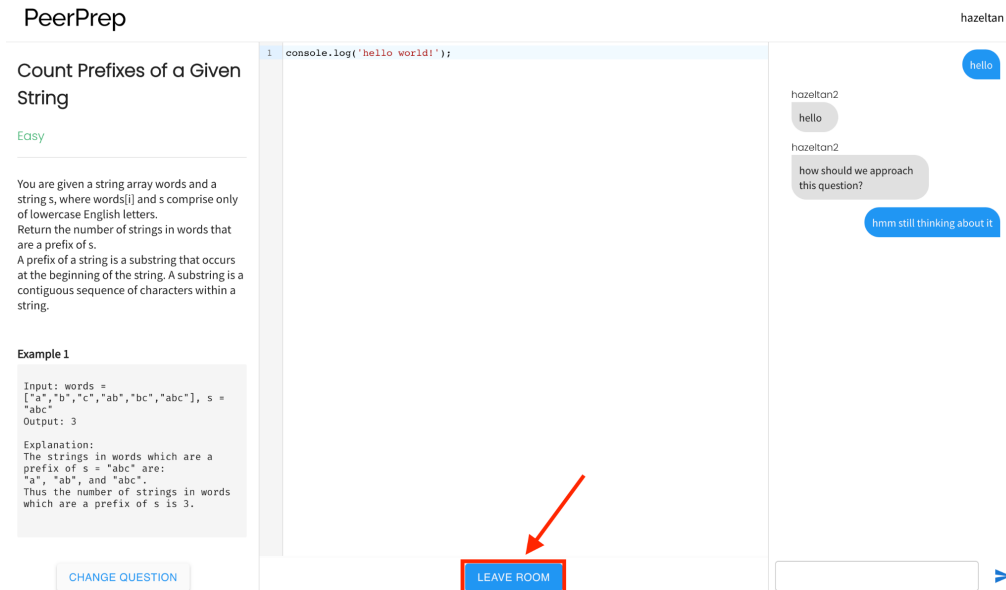 PeerPrep
hazeltan
Count Prefixes of a Given
String
Easy
You are given a string array words and a
string s, where words[i] and s comprise only
of lowercase English letters.
Return the number of strings in words that
are a prefix of s.
A prefix of a string is a substring that occurs
at the beginning of the string. A substring is a
contiguous sequence of characters within a
string.
Example 1
Input: words =
["a","b","c","ab","bc","abc"], s =
"abc"
Output: 3
Explanation:
The strings in words which are a
prefix of s = "abc" are:
"a", "ab", and "abc".
Thus the number of strings in words
which are a prefix of s is 3.
CHANGE QUESTION
1 console.log('hello world!');
LEAVE ROOM
hello
hazeltan2
hello
hazeltan2
how should we approach
this question?
hmm still thinking about it